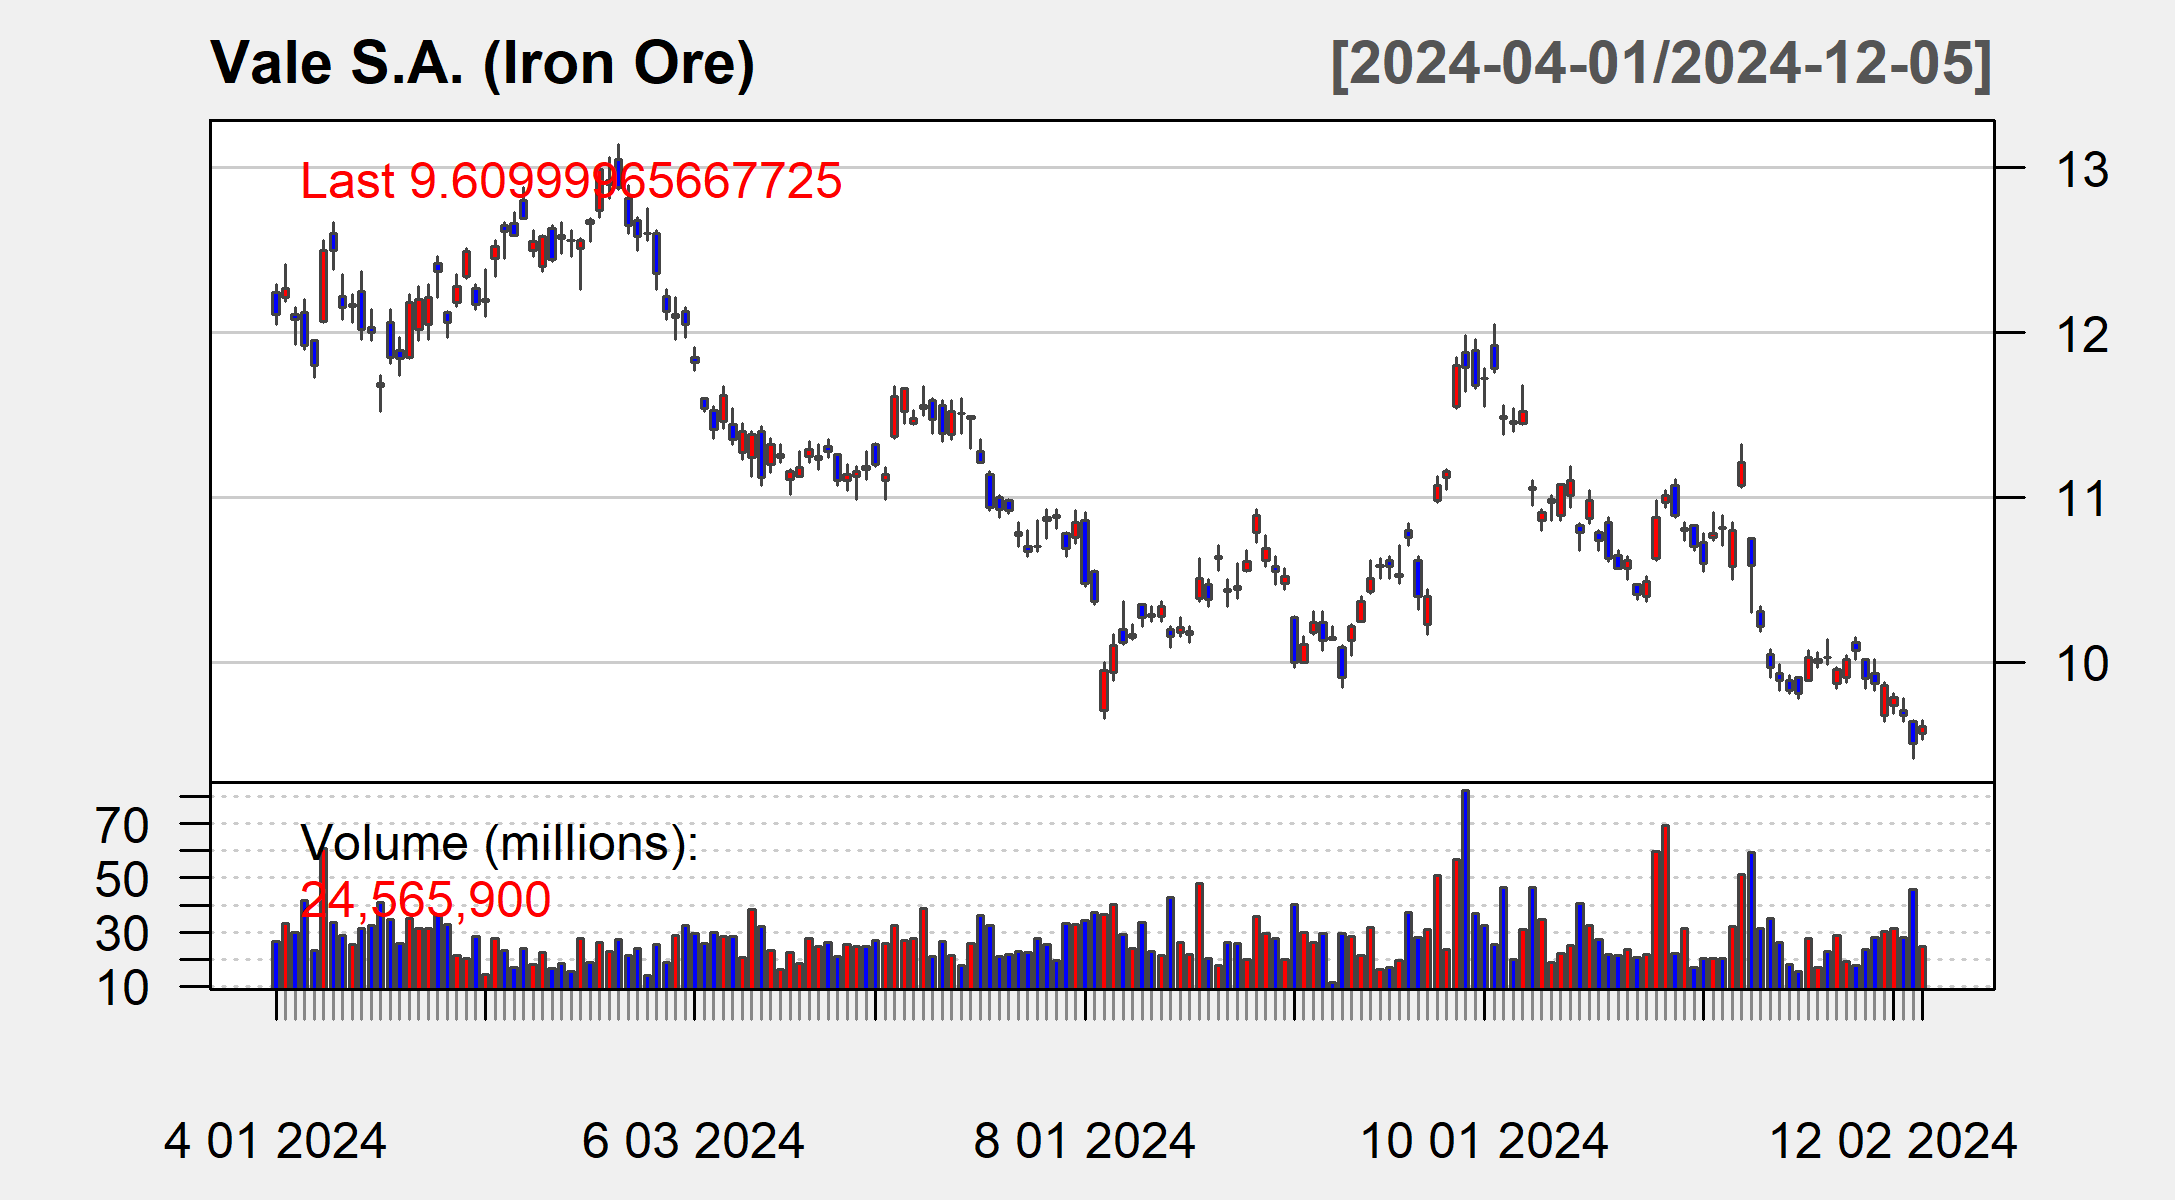 Vale S.A. (Iron Ore)
[2024-04-01/2024-12-05]
Last 9.60999965667725
13
12
11
10
Volume (millions):
24,565,900
70
50
30
10
4 01 2024
6 03 2024
8 01 2024
10 01 2024
12 02 2024